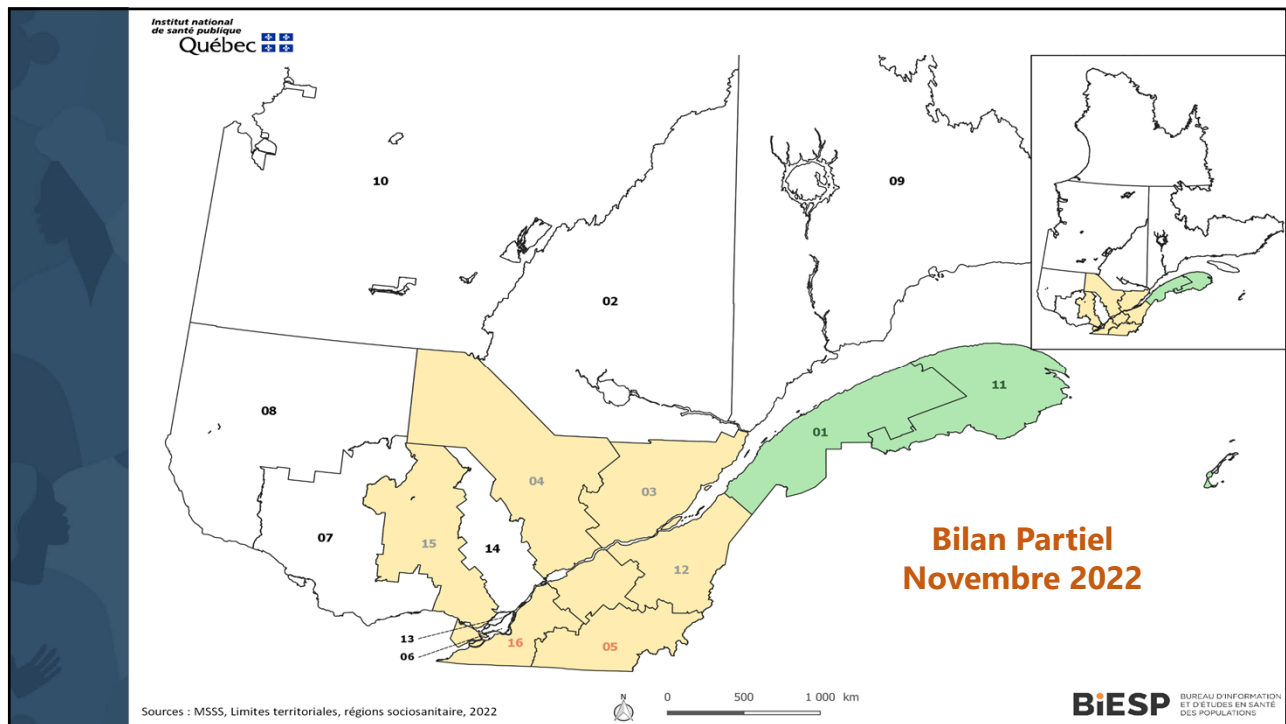 Institut national
de santé publique
Québec
10
09
02
08
11
01
04
03
07
15
14
12
Bilan Partiel
Novembre 2022
13
06
16
05
N
0 500 1 000 km
Sources : MSSS, Limites territoriales, régions sociosanitaire, 2022
BiESP
BUREAU D'INFORMATION
ET D'ÉTUDES EN SANTÉ
DES POPULATIONS